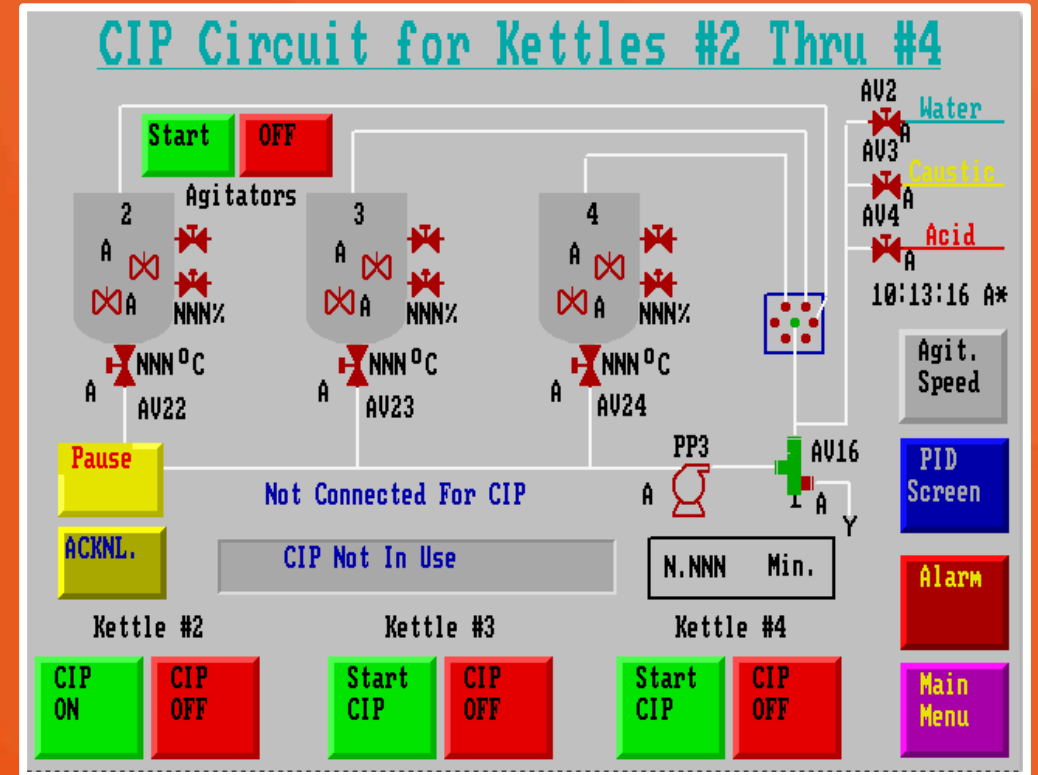 CIP Circuit for Kettles #2 Thru #4
Start
OFF
Agitators
AV2
Water
A
AV3
Caustic
A
AV4
Acid
A
10:13:16 A*
2
A
A
NNN%
NNN°C
A
AV22
3
A
A
NNN%
NNN°C
A
AV23
4
A
A
NNN%
NNN°C
A
AV24
Agit.
Speed
Pause
PP3
A
AV16
A
Y
PID
Screen
Not Connected For CIP
ACKNL.
CIP Not In Use
N.NNN Min.
Alarm
Kettle #2
Kettle #3
Kettle #4
CIP
ON
CIP
OFF
Start
CIP
CIP
OFF
Start
CIP
CIP
OFF
Main
Menu